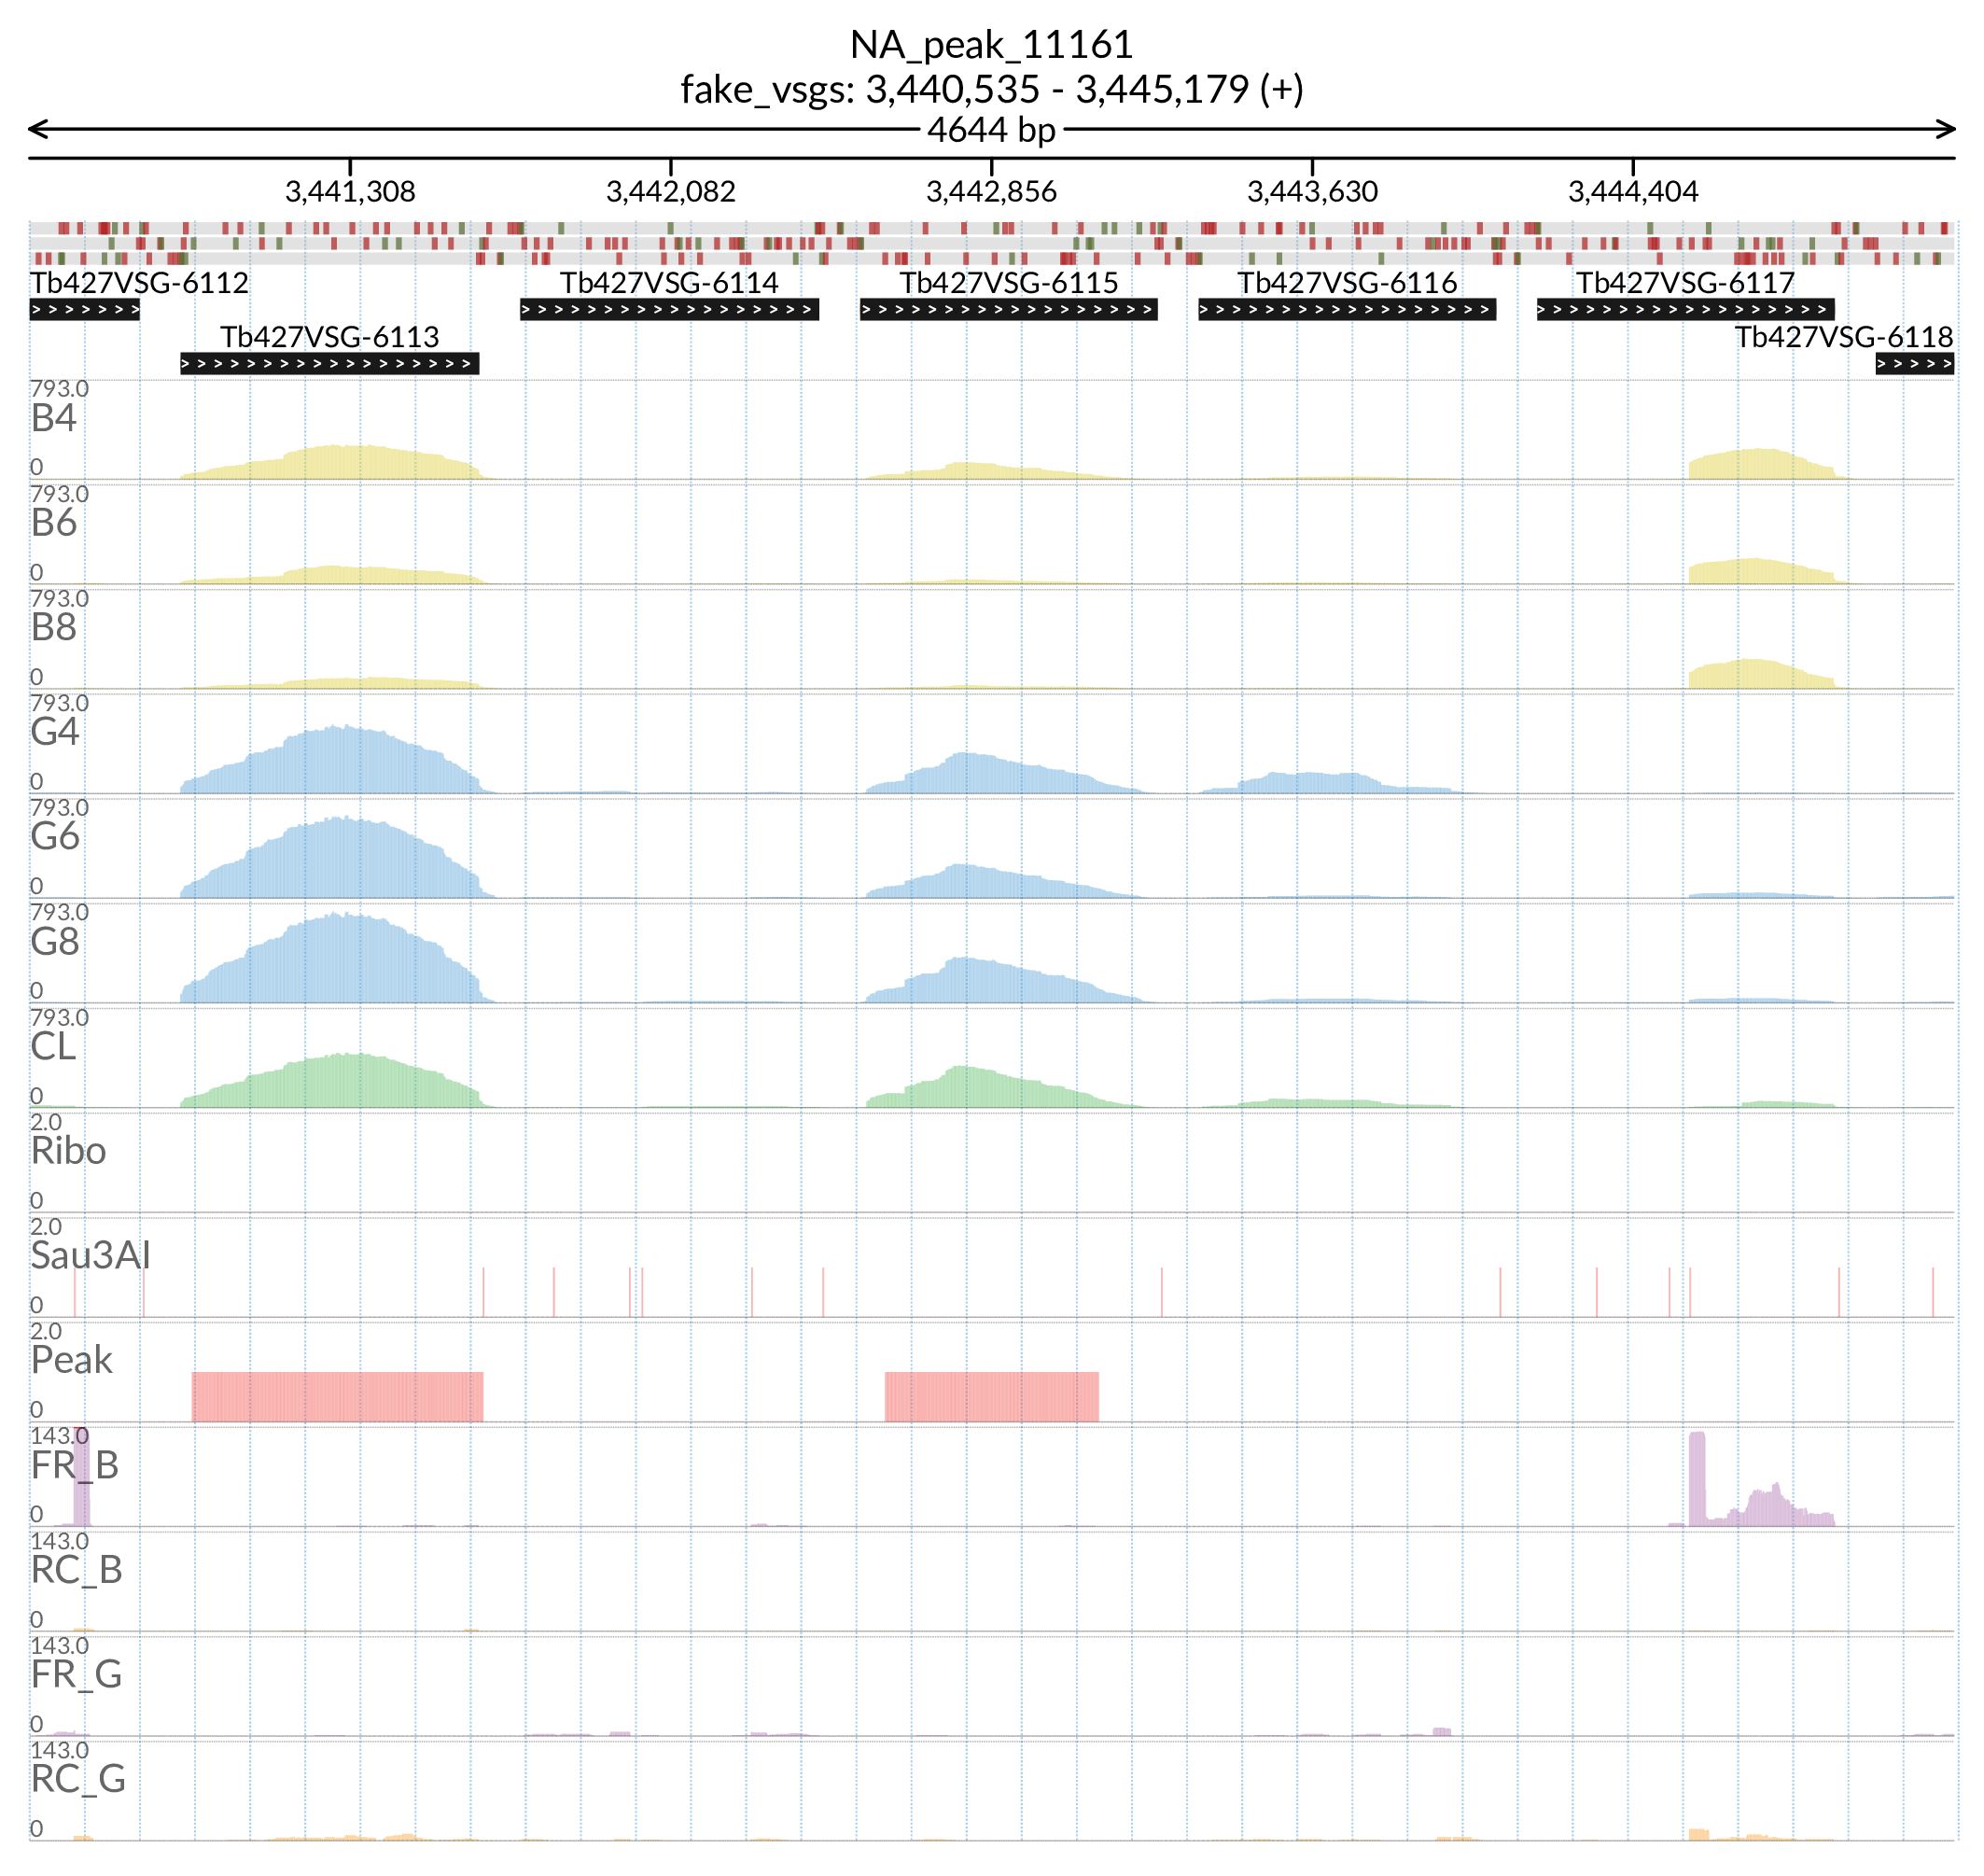 NA_peak_11161
fake_vsgs: 3,440,535 - 3,445,179 (+)
4644 bp
3,441,308 3,442,082 3,442,856 3,443,630 3,444,404
Tb427VSG-6112 Tb427VSG-6114 Tb427VSG-6115 Tb427VSG-6116 Tb427VSG-6117
Tb427VSG-6113 Tb427VSG-6118
793.0
B4
0
793.0
B6
0
793.0
B8
0
793.0
G4
0
793.0
G6
0
793.0
G8
0
793.0
CL
0
2.0
Ribo
0
2.0
Sau3AI
0
2.0
Peak
0
143.0
FR_B
0
143.0
RC_B
0
143.0
FR_G
0
143.0
RC_G
0